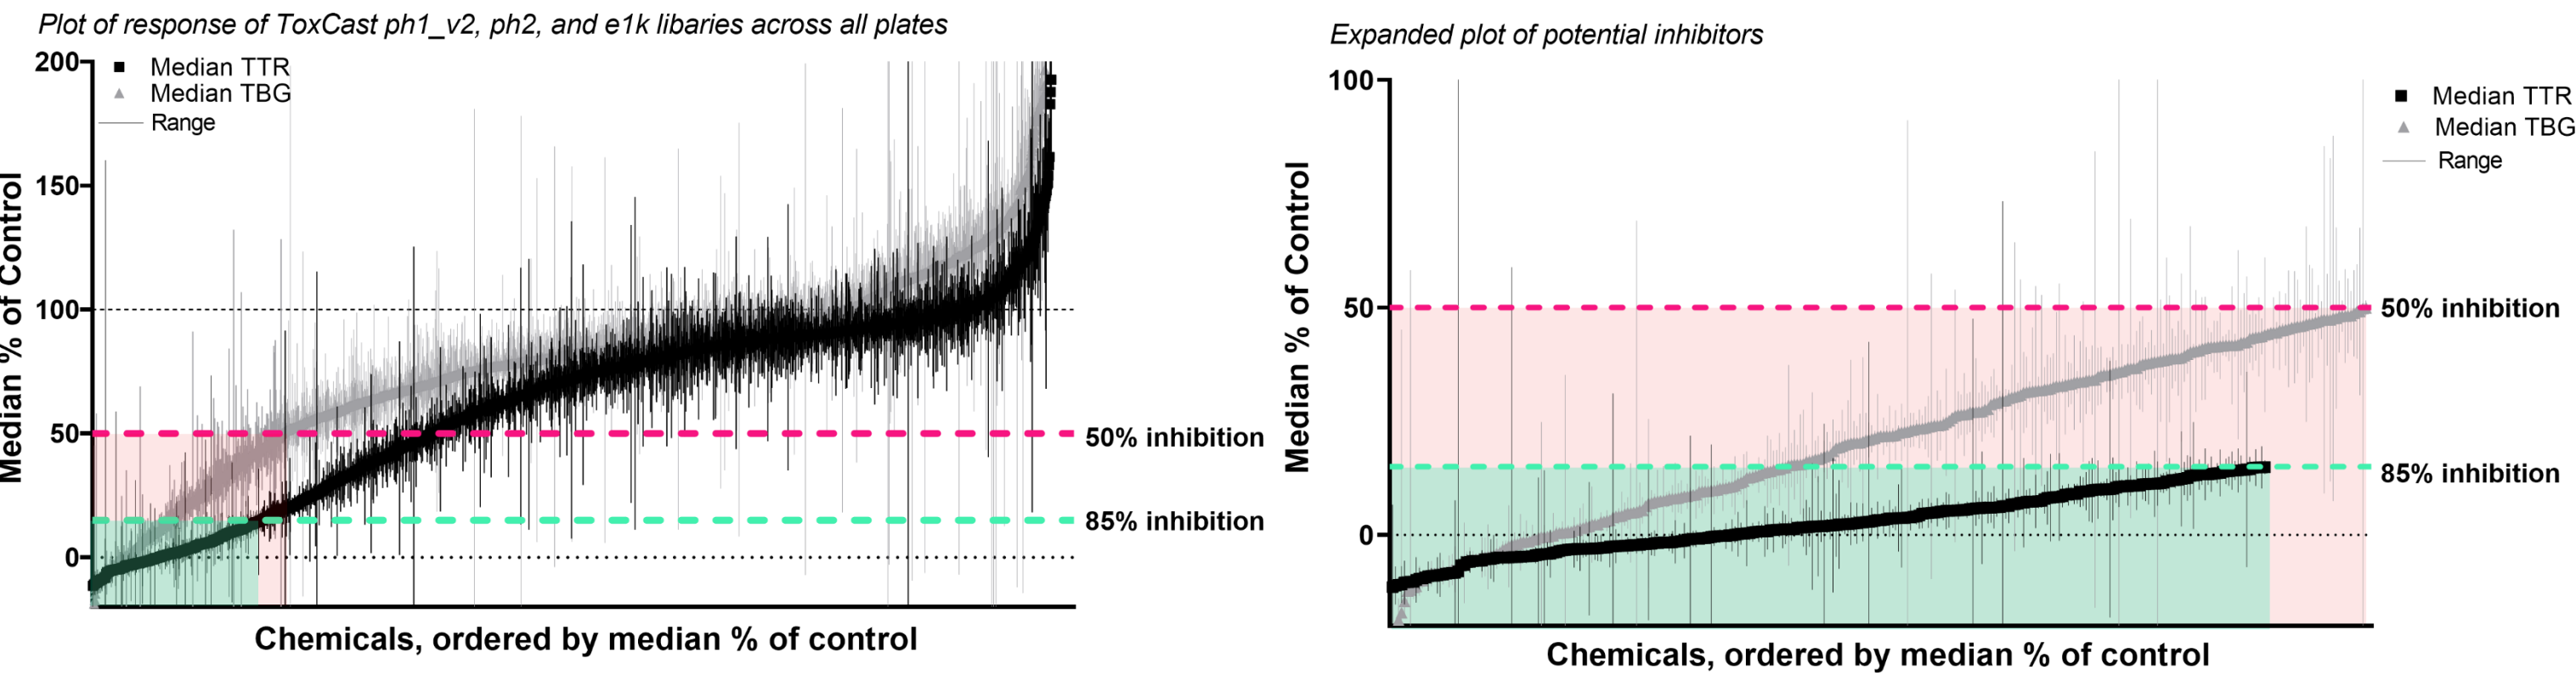 Plot of response of ToxCast ph1_v2, ph2, and e1k libaries across all plates
200
150
100
50
0
Median % of Control
Median TTR
Median TBG
Range
50% inhibition
85% inhibition
Chemicals, ordered by median % of control
Expanded plot of potential inhibitors
100
50
0
Median % of Control
Median TTR
Median TBG
Range
50% inhibition
85% inhibition
Chemicals, ordered by median % of control